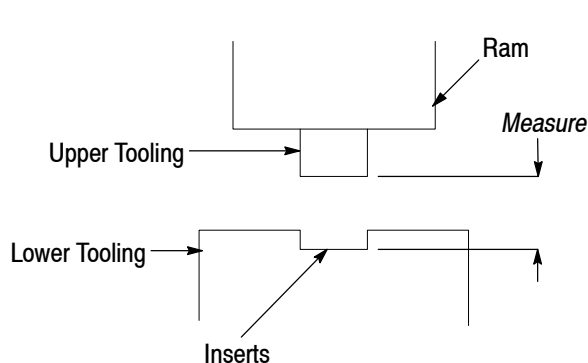 Ram
Measure
Upper Tooling
Lower Tooling
Inserts